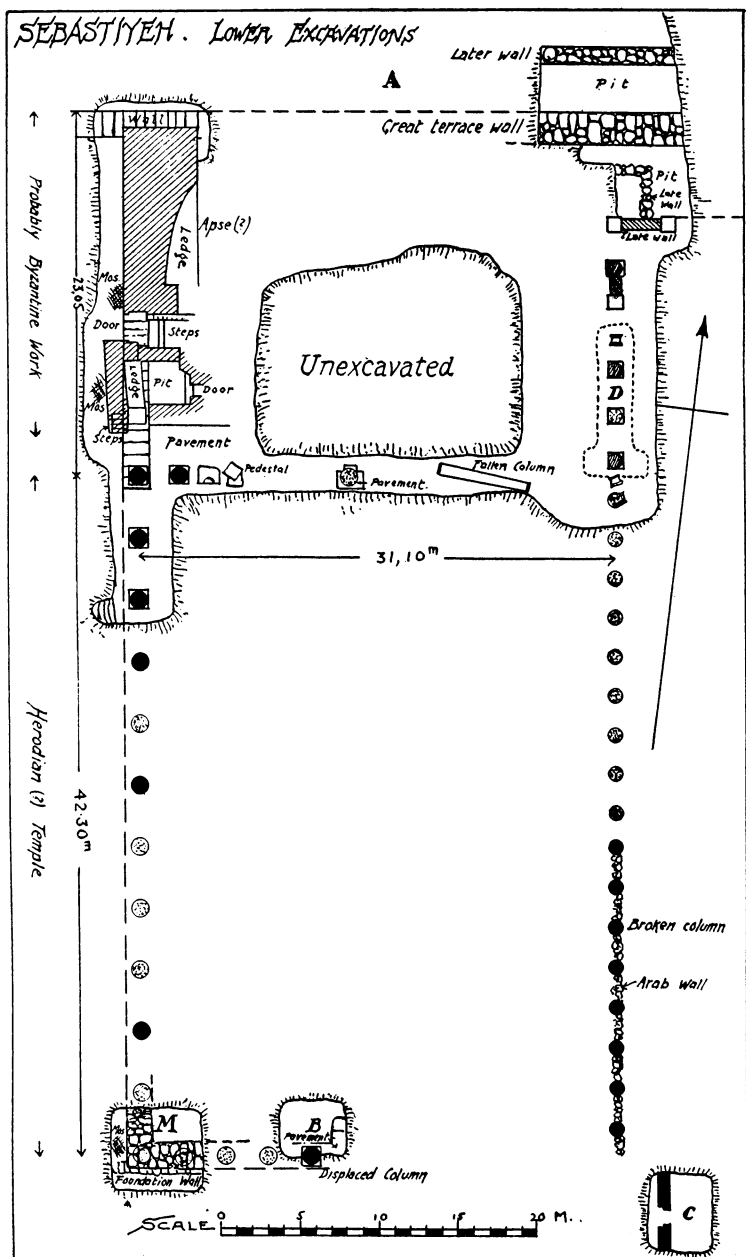 SEBASTIYEH. LOWER EXCAVATIONS
Later wall
A
Pit
Wall
Great terrace wall
Pit
Late
Wall
Late wall
Apse (?)
Ledge
Probably Byzantine Work
Mos
23.05
Door
Steps
Unexcavated
Ledge
Pit
Door
Mos
Steps
D
Pavement
Pedestal
Pavement.
Fallen Column
31,10m
Herodian (?) Temple
42.30m
Broken column
Arab Wall
Mos
M
B
Pavement
Foundation Wall
Displaced Column
C
SCALE
0 5 10 15 20 M..